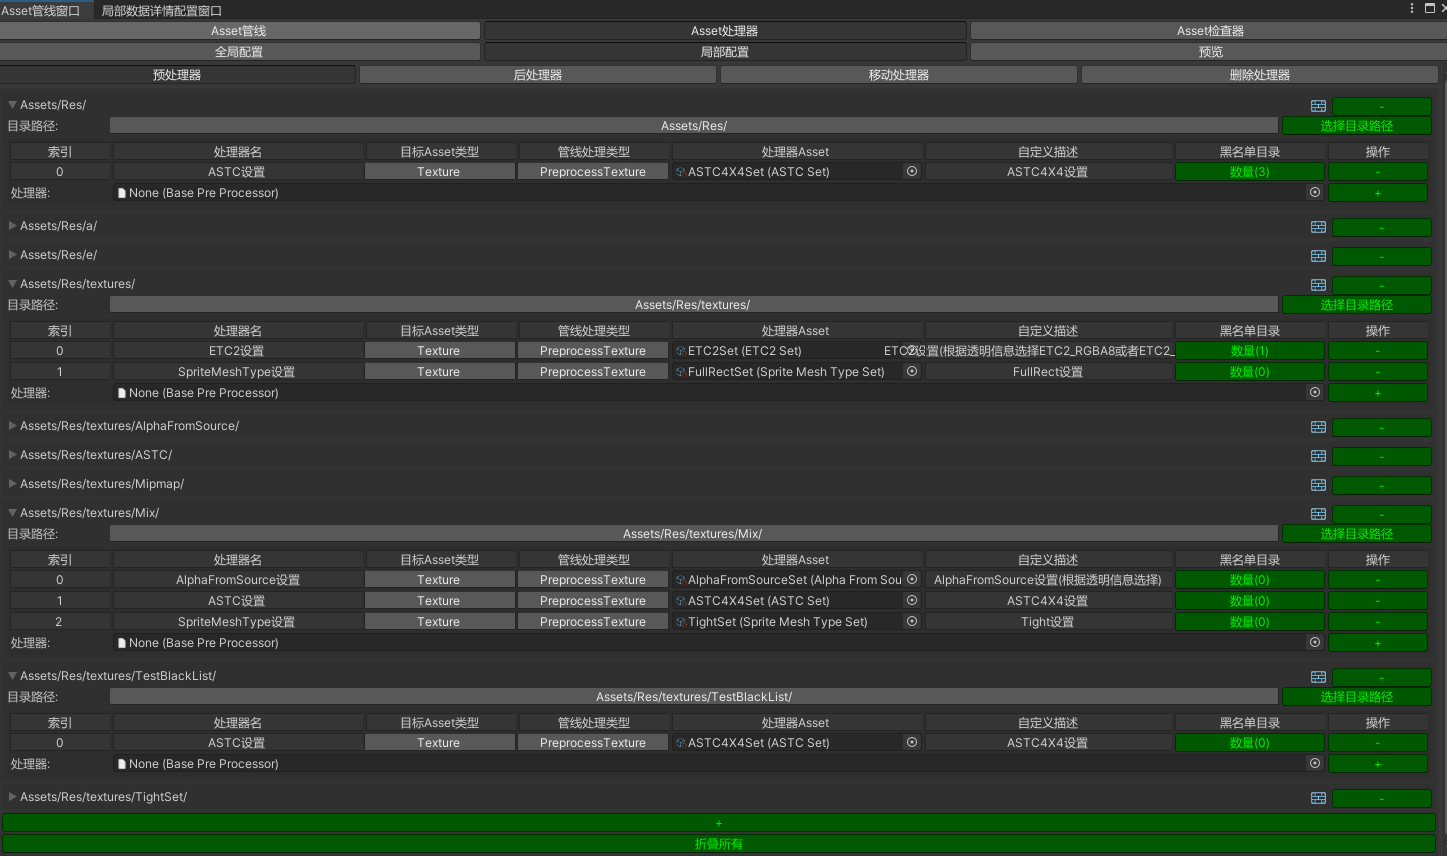 Asset管线窗口 局部数据详情配置窗口
Asset管线 Asset处理器 Asset检查器
全局配置 局部配置 预览
预处理器 后处理器 移动处理器 删除处理器
Assets/Res/ -
目录路径: Assets/Res/ 选择目录路径
索引 处理器名 目标Asset类型 管线处理类型 处理器Asset 自定义描述 黑名单目录 操作
0 ASTC设置 Texture PreprocessTexture ASTC4X4Set (ASTC Set) ASTC4X4设置 数量(3) -
处理器: None (Base Pre Processor) +
Assets/Res/a/ -
Assets/Res/e/ -
Assets/Res/textures/ -
目录路径: Assets/Res/textures/ 选择目录路径
索引 处理器名 目标Asset类型 管线处理类型 处理器Asset 自定义描述 黑名单目录 操作
0 ETC2设置 Texture PreprocessTexture ETC2Set (ETC2 Set) ETC2设置(根据透明信息选择ETC2_RGBA8或者ETC2_ 数量(1) -
1 SpriteMeshType设置 Texture PreprocessTexture FullRectSet (Sprite Mesh Type Set) FullRect设置 数量(0) -
处理器: None (Base Pre Processor) +
Assets/Res/textures/AlphaFromSource/ -
Assets/Res/textures/ASTC/ -
Assets/Res/textures/Mipmap/ -
Assets/Res/textures/Mix/ -
目录路径: Assets/Res/textures/Mix/ 选择目录路径
索引 处理器名 目标Asset类型 管线处理类型 处理器Asset 自定义描述 黑名单目录 操作
0 AlphaFromSource设置 Texture PreprocessTexture AlphaFromSourceSet (Alpha From Sou AlphaFromSource设置(根据透明信息选择) 数量(0) -
1 ASTC设置 Texture PreprocessTexture ASTC4X4Set (ASTC Set) ASTC4X4设置 数量(0) -
2 SpriteMeshType设置 Texture PreprocessTexture TightSet (Sprite Mesh Type Set) Tight设置 数量(0) -
处理器: None (Base Pre Processor) +
Assets/Res/textures/TestBlackList/ -
目录路径: Assets/Res/textures/TestBlackList/ 选择目录路径
索引 处理器名 目标Asset类型 管线处理类型 处理器Asset 自定义描述 黑名单目录 操作
0 ASTC设置 Texture PreprocessTexture ASTC4X4Set (ASTC Set) ASTC4X4设置 数量(0) -
处理器: None (Base Pre Processor) +
Assets/Res/textures/TightSet/ -
+
折叠所有